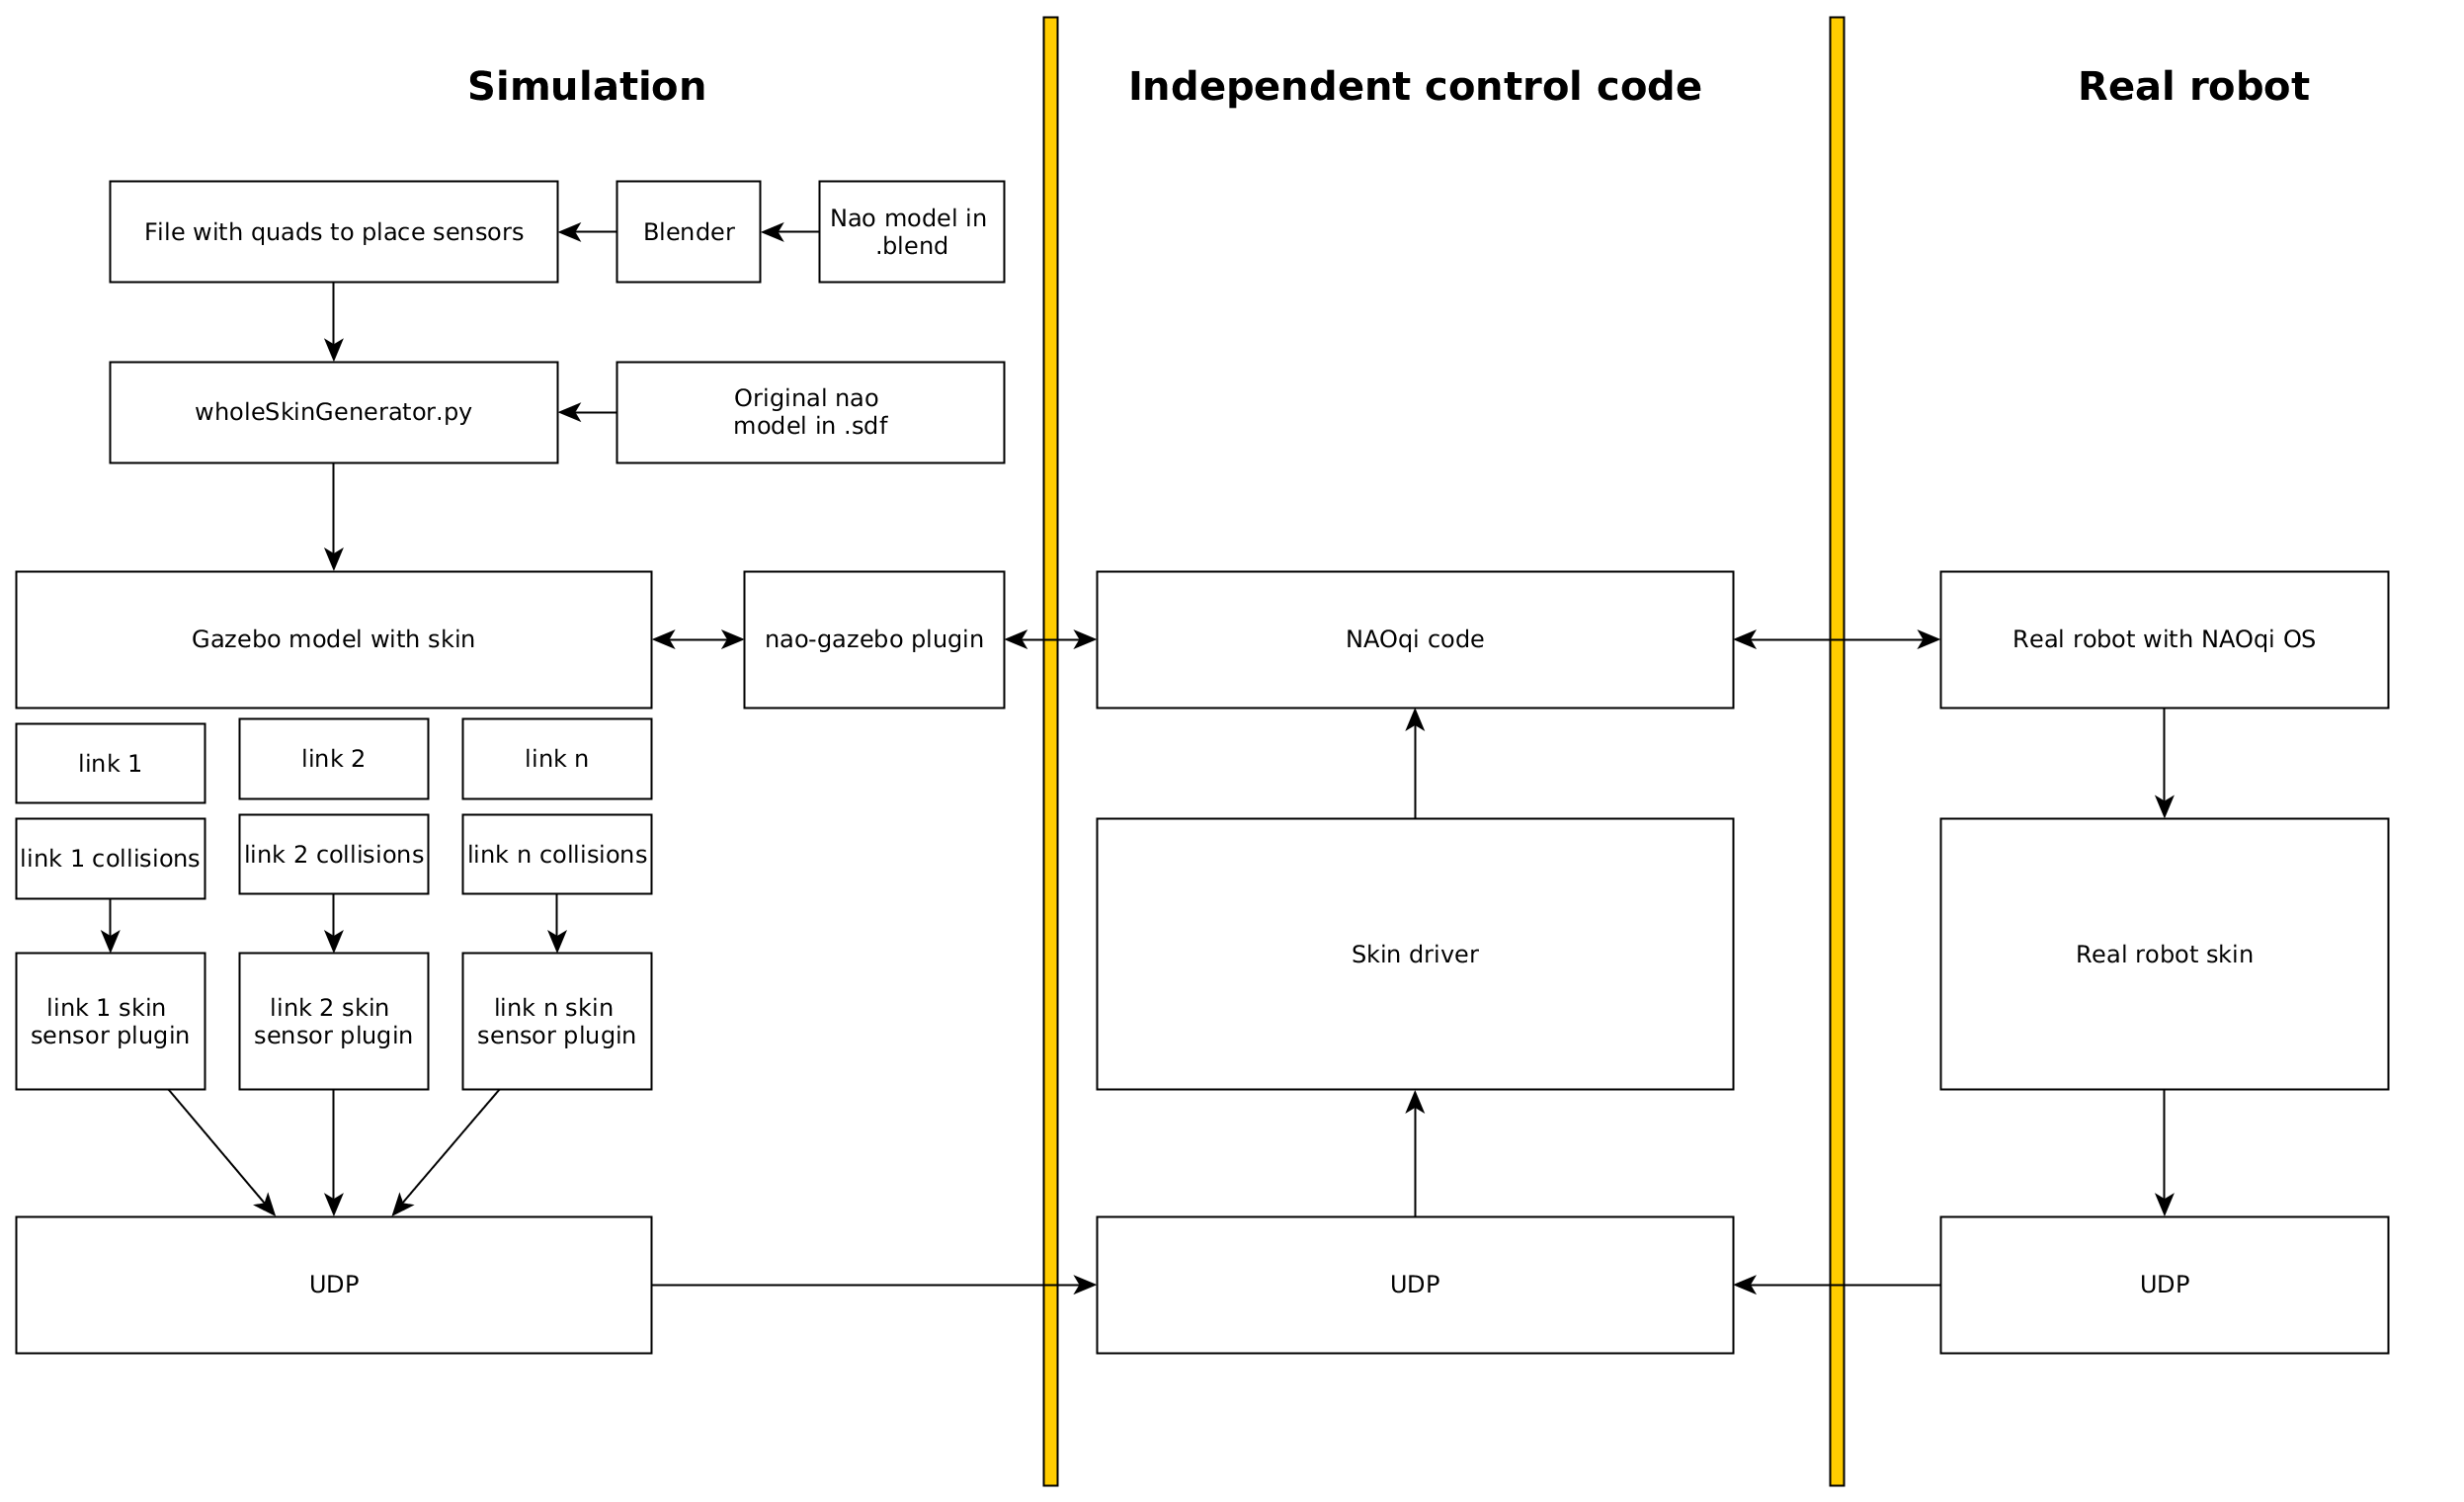 Simulation
Independent control code
Real robot
File with quads to place sensors
Blender
Nao model in
.blend
wholeSkinGenerator.py
Original nao
model in .sdf
Gazebo model with skin
nao-gazebo plugin
NAOqi code
Real robot with NAOqi OS
link 1
link 2
link n
link 1 collisions
link 2 collisions
link n collisions
link 1 skin
sensor plugin
link 2 skin
sensor plugin
link n skin
sensor plugin
Skin driver
Real robot skin
UDP
UDP
UDP